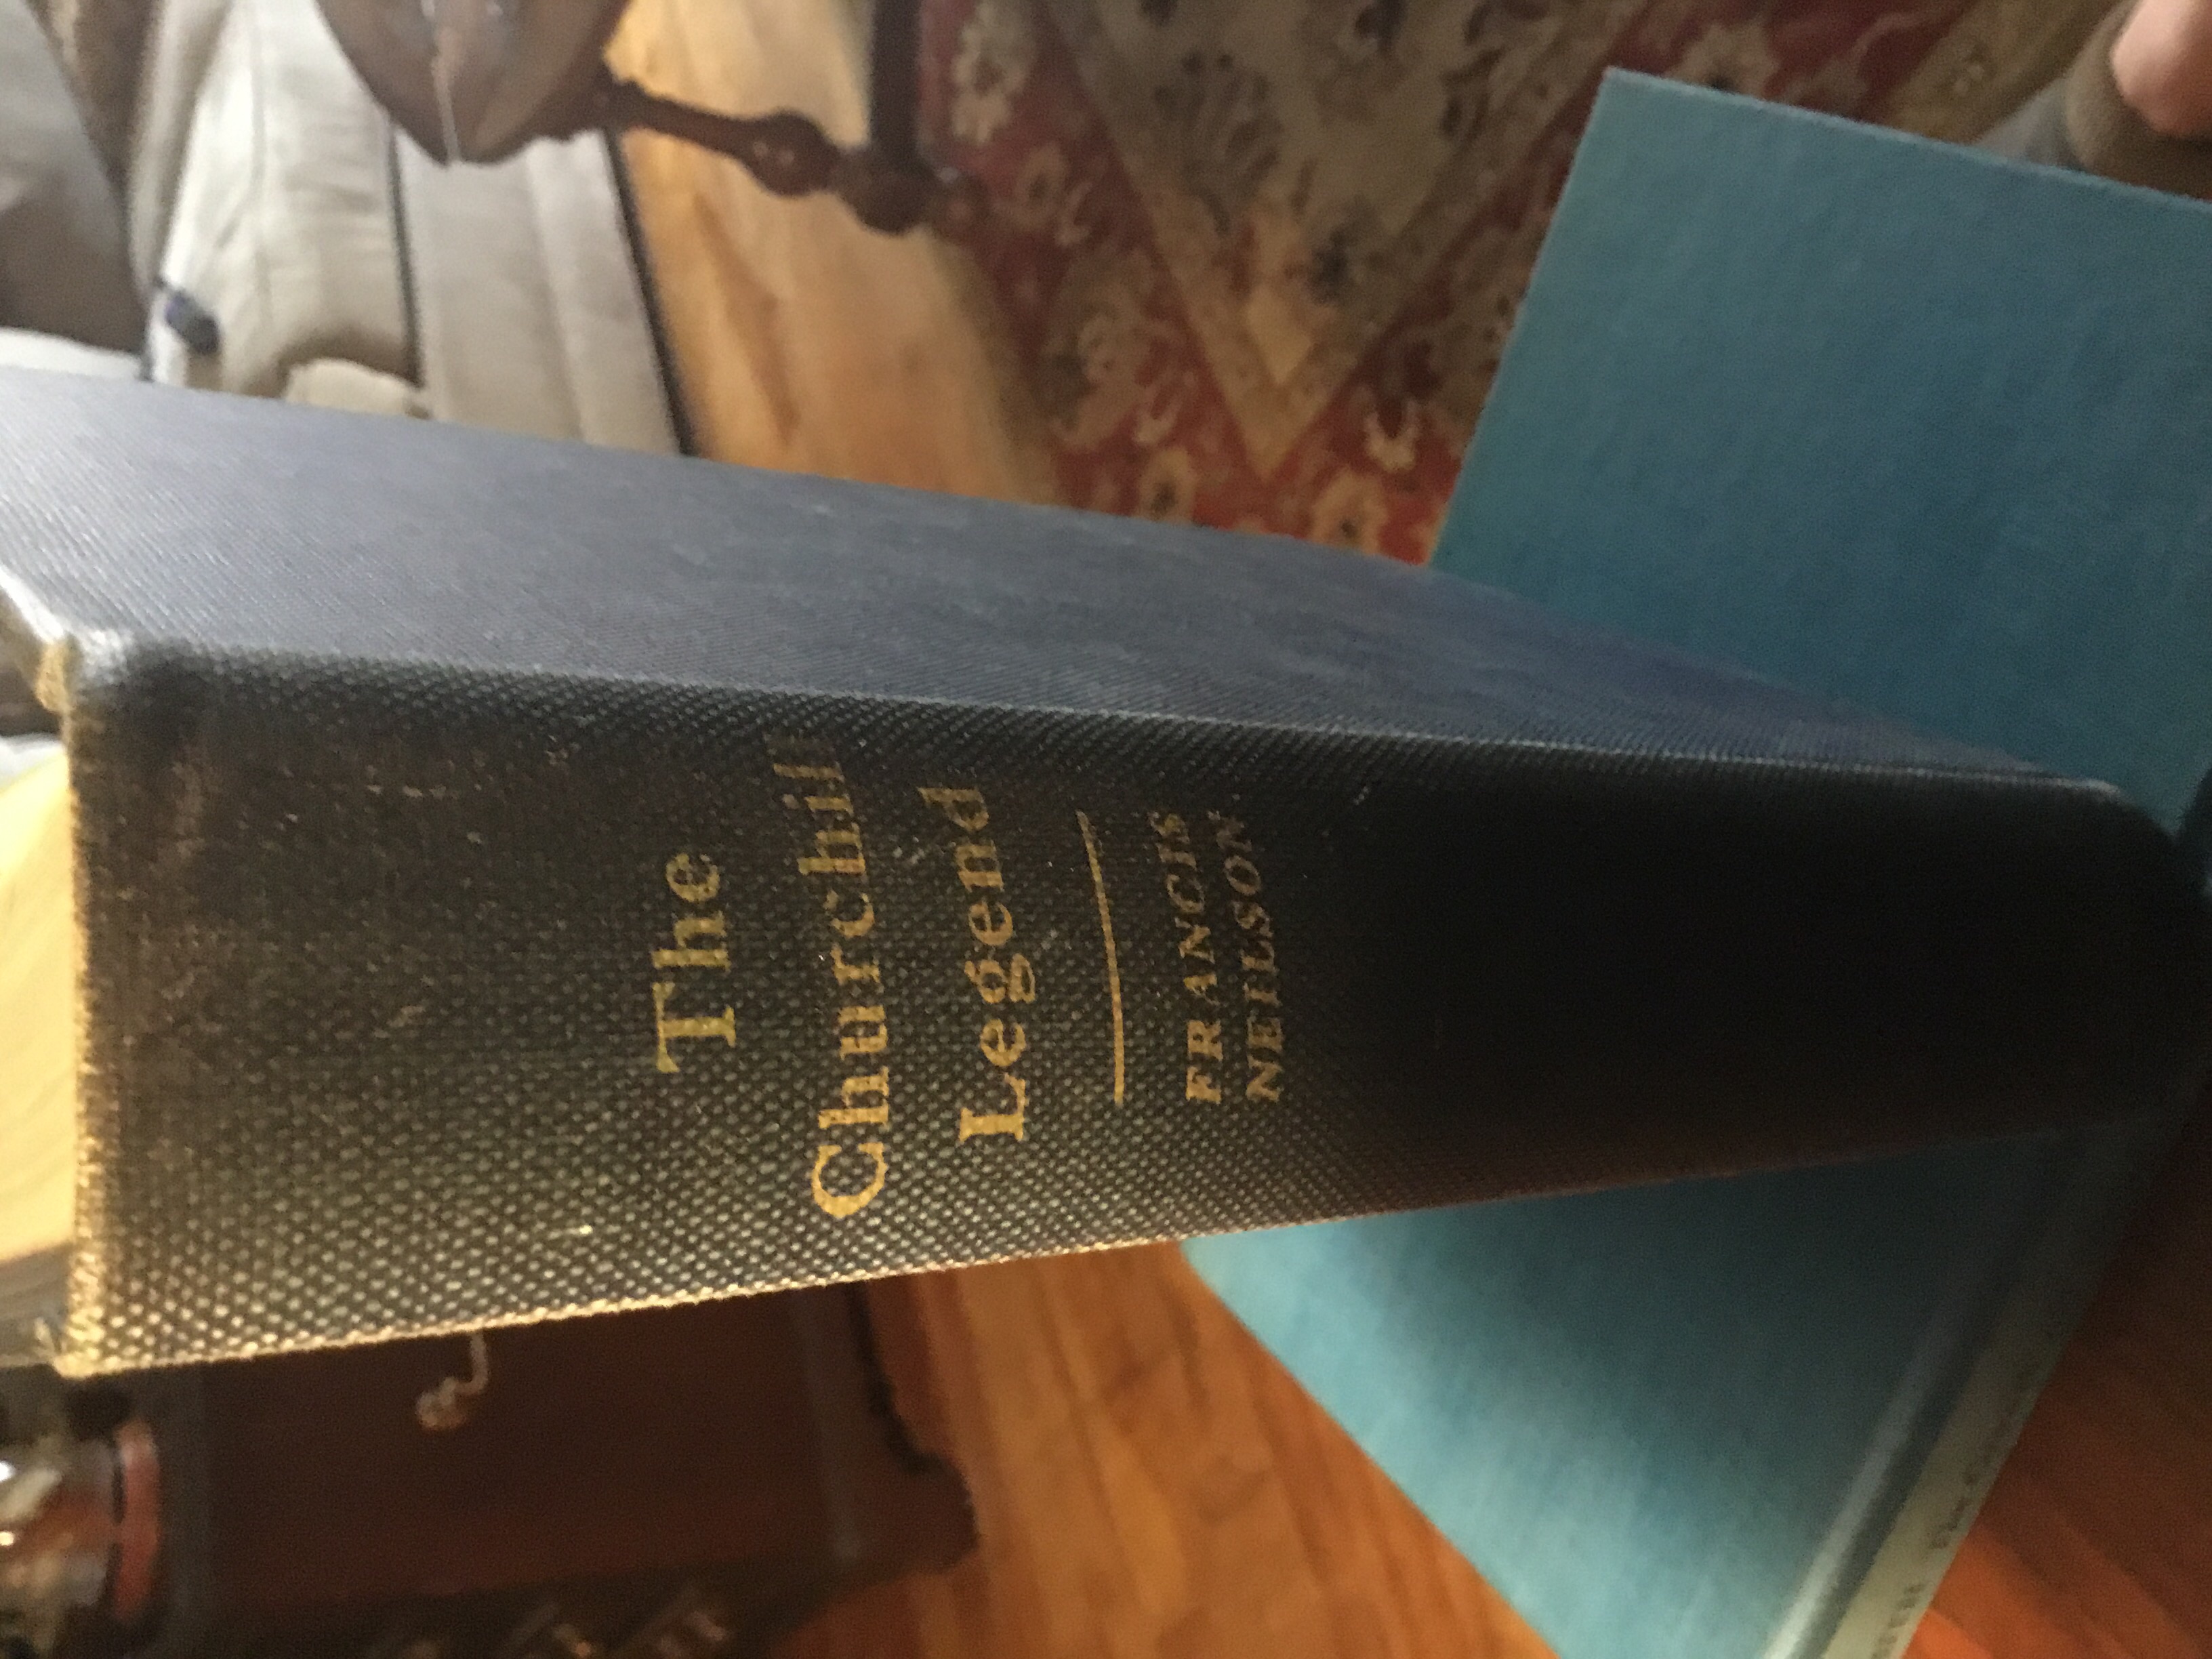 The
Churchill
Legend
FRANCIS
NEILSON